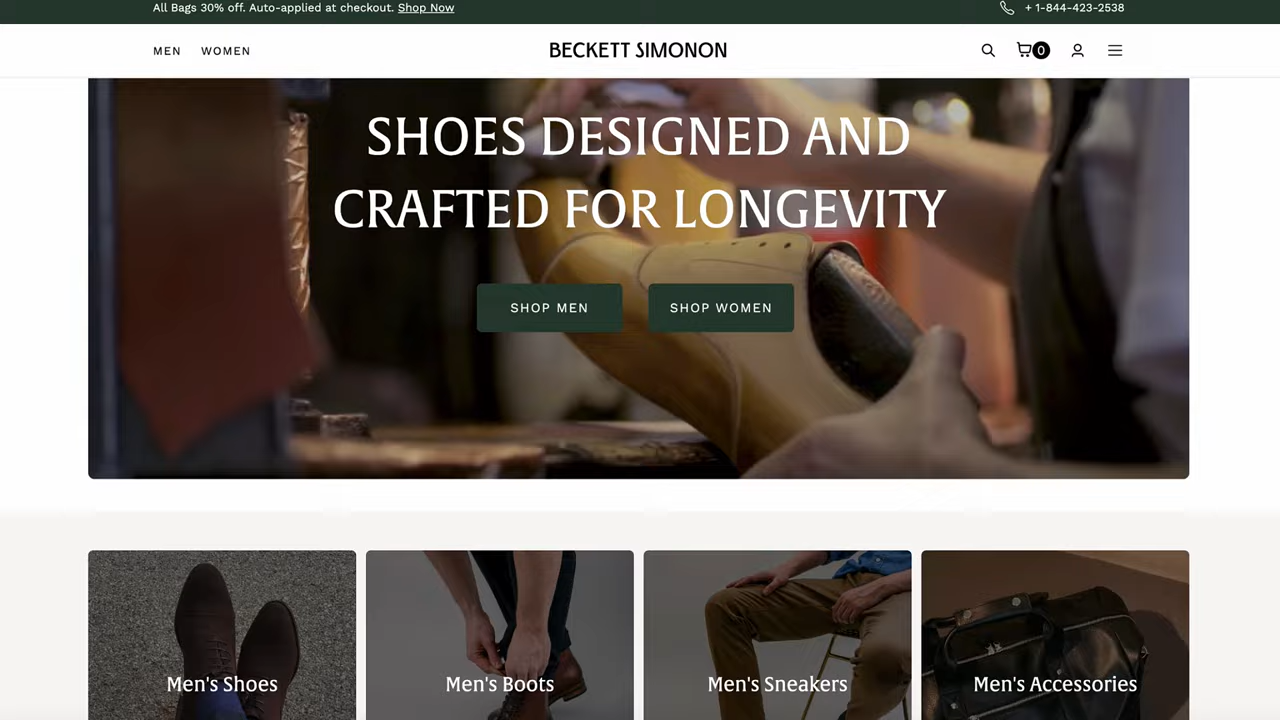 All Bags 30% off. Auto-applied at checkout. Shop Now
+ 1-844-423-2538
MEN
WOMEN
BECKETT SIMONON
0
SHOES DESIGNED AND
CRAFTED FOR LONGEVITY
SHOP MEN
SHOP WOMEN
Men's Shoes
Men's Boots
Men's Sneakers
Men's Accessories